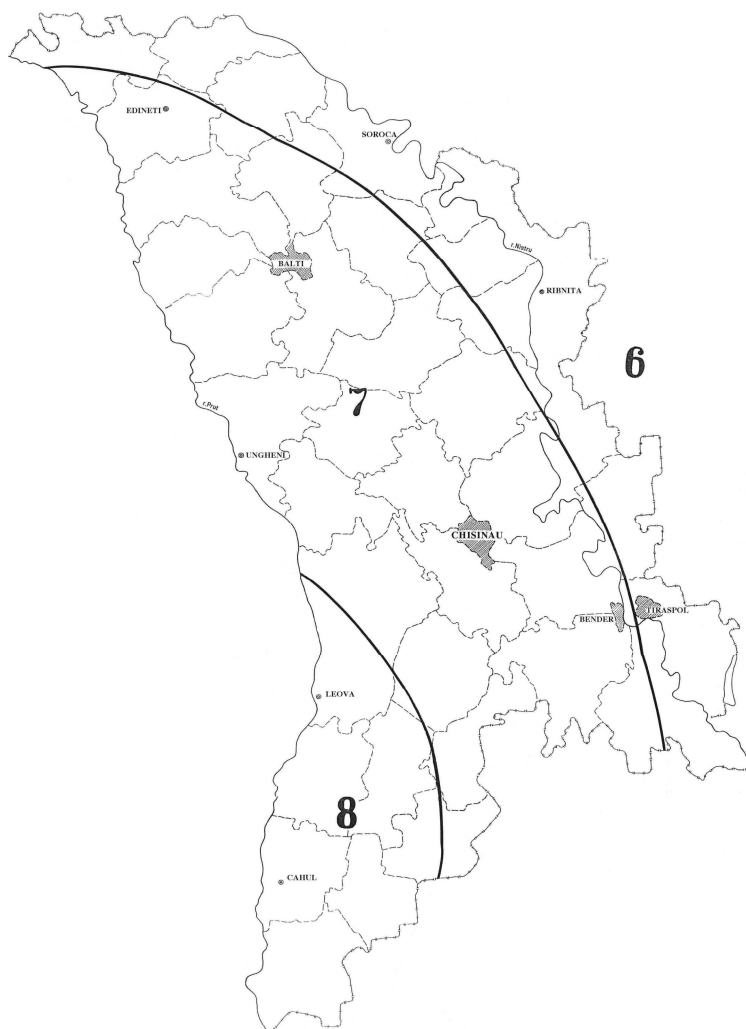 EDINETI
SOROCA
r.Nistru
BALTI
RIBNITA
6
7
r.Prut
UNGHENI
CHISINAU
TIRASPOL
BENDER
LEOVA
8
CAHUL